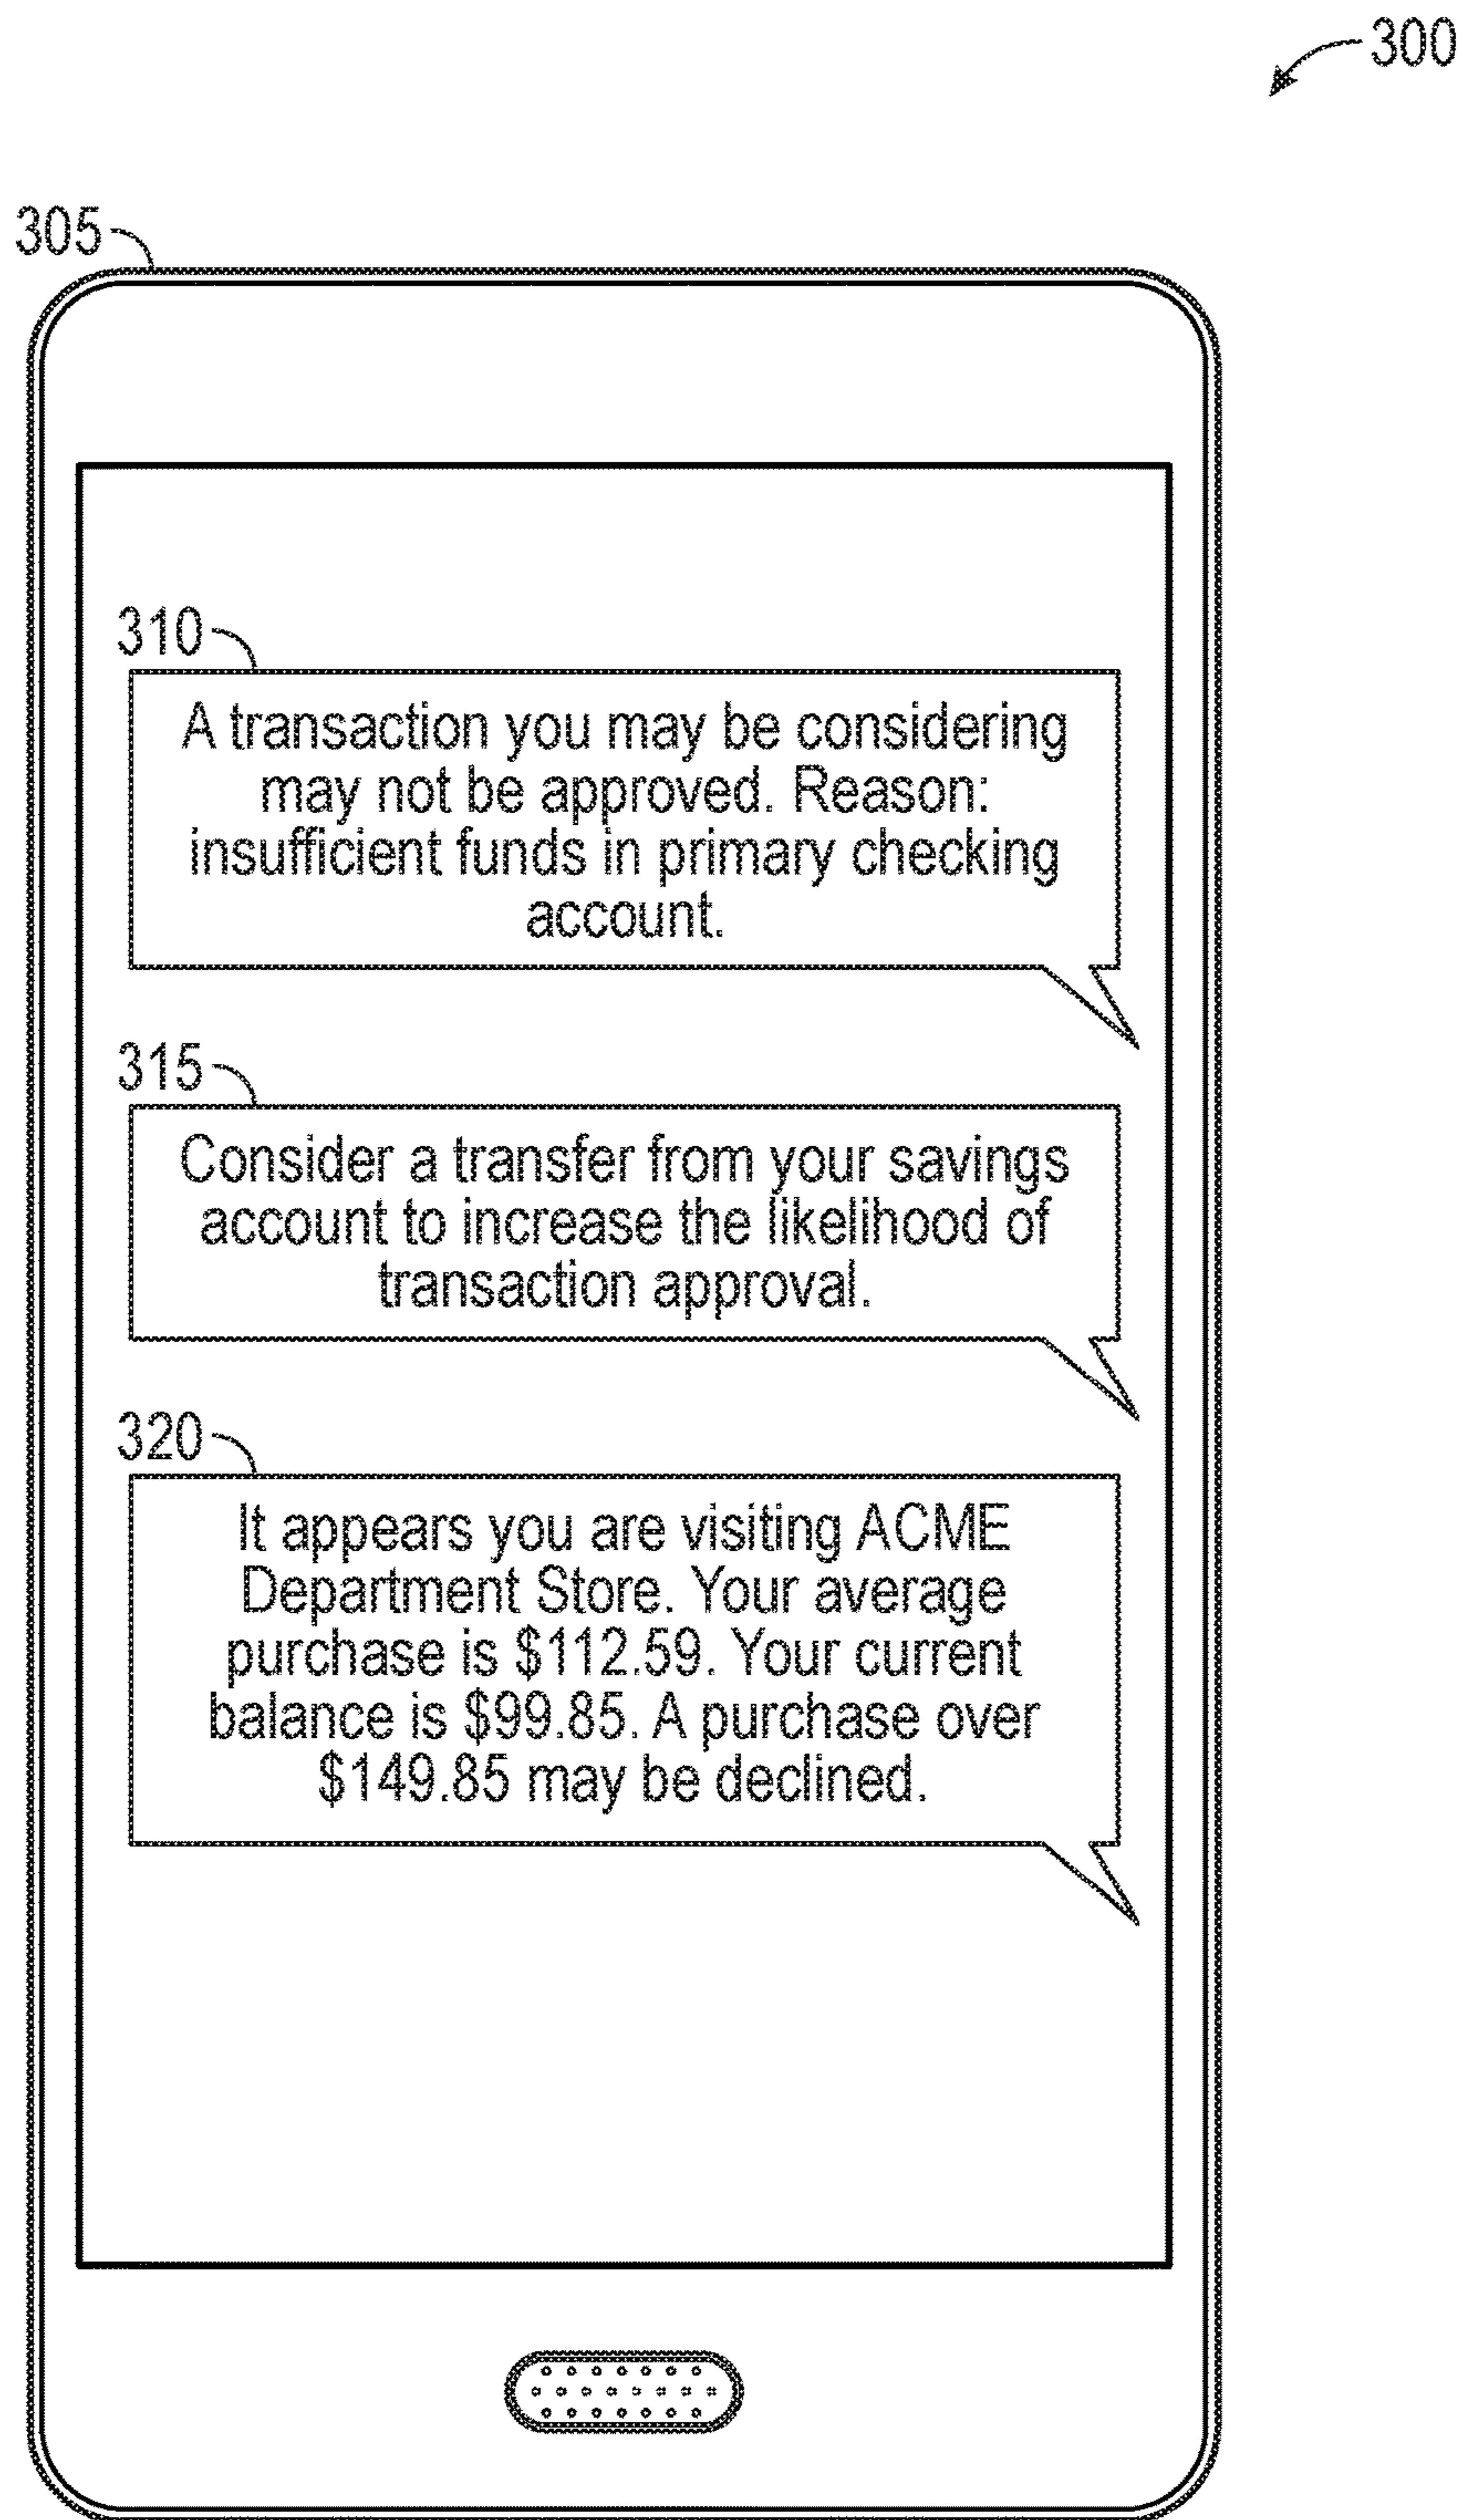 300
305
310
A transaction you may be considering
may not be approved. Reason:
insufficient funds in primary checking
account.
315
Consider a transfer from your savings
account to increase the likelihood of
transaction approval.
320
It appears you are visiting ACME
Department Store. Your average
purchase is $112.59. Your current
balance is $99.85. A purchase over
$149.85 may be declined.